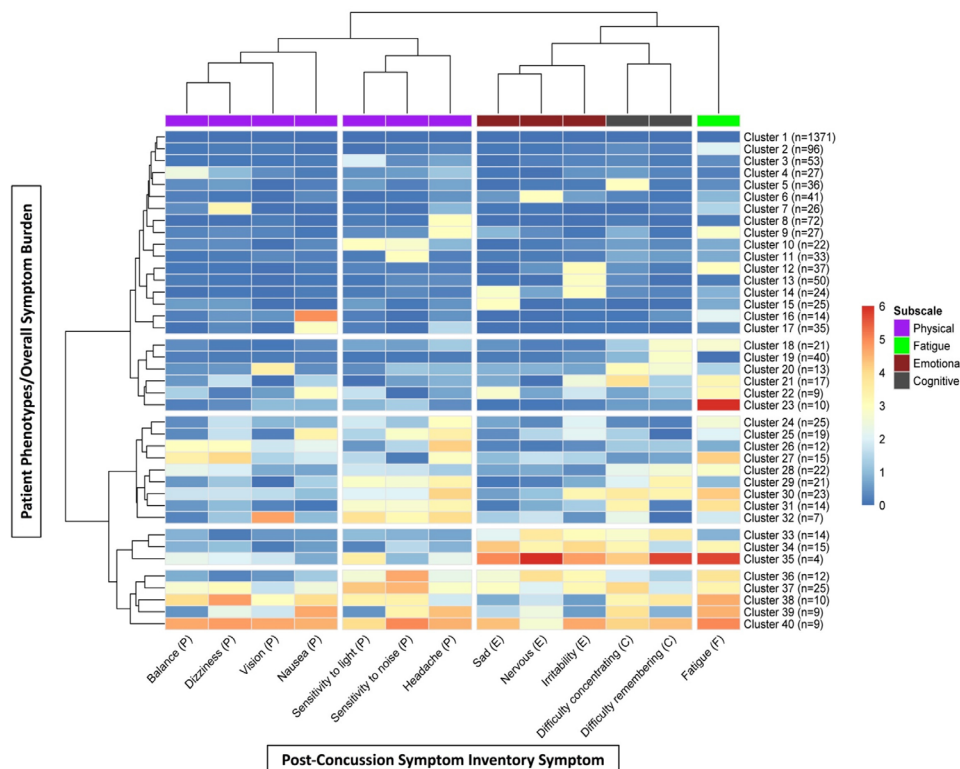 Patient Phenotypes/Overall Symptom Burden
Cluster 1 (n=1371)
Cluster 2 (n=96)
Cluster 3 (n=53)
Cluster 4 (n=27)
Cluster 5 (n=36)
Cluster 6 (n=41)
Cluster 7 (n=26)
Cluster 8 (n=72)
Cluster 9 (n=27)
Cluster 10 (n=22)
Cluster 11 (n=33)
Cluster 12 (n=37)
Cluster 13 (n=50)
Cluster 14 (n=24)
Cluster 15 (n=25)
Cluster 16 (n=14)
Cluster 17 (n=35)
Cluster 18 (n=21)
Cluster 19 (n=40)
Cluster 20 (n=13)
Cluster 21 (n=17)
Cluster 22 (n=9)
Cluster 23 (n=10)
Cluster 24 (n=25)
Cluster 25 (n=19)
Cluster 26 (n=12)
Cluster 27 (n=15)
Cluster 28 (n=22)
Cluster 29 (n=21)
Cluster 30 (n=23)
Cluster 31 (n=14)
Cluster 32 (n=7)
Cluster 33 (n=14)
Cluster 34 (n=15)
Cluster 35 (n=4)
Cluster 36 (n=12)
Cluster 37 (n=25)
Cluster 38 (n=10)
Cluster 39 (n=9)
Cluster 40 (n=9)
6
5
4
3
2
1
0
Subscale
Physical
Fatigue
Emotiona
Cognitive
Balance (P)
Dizziness (P)
Vision (P)
Nausea (P)
Sensitivity to light (P)
Sensitivity to noise (P)
Headache (P)
Sad (E)
Nervous (E)
Irritability (E)
Difficulty concentrating (C)
Difficulty remembering (C)
Fatigue (F)
Post-Concussion Symptom Inventory Symptom